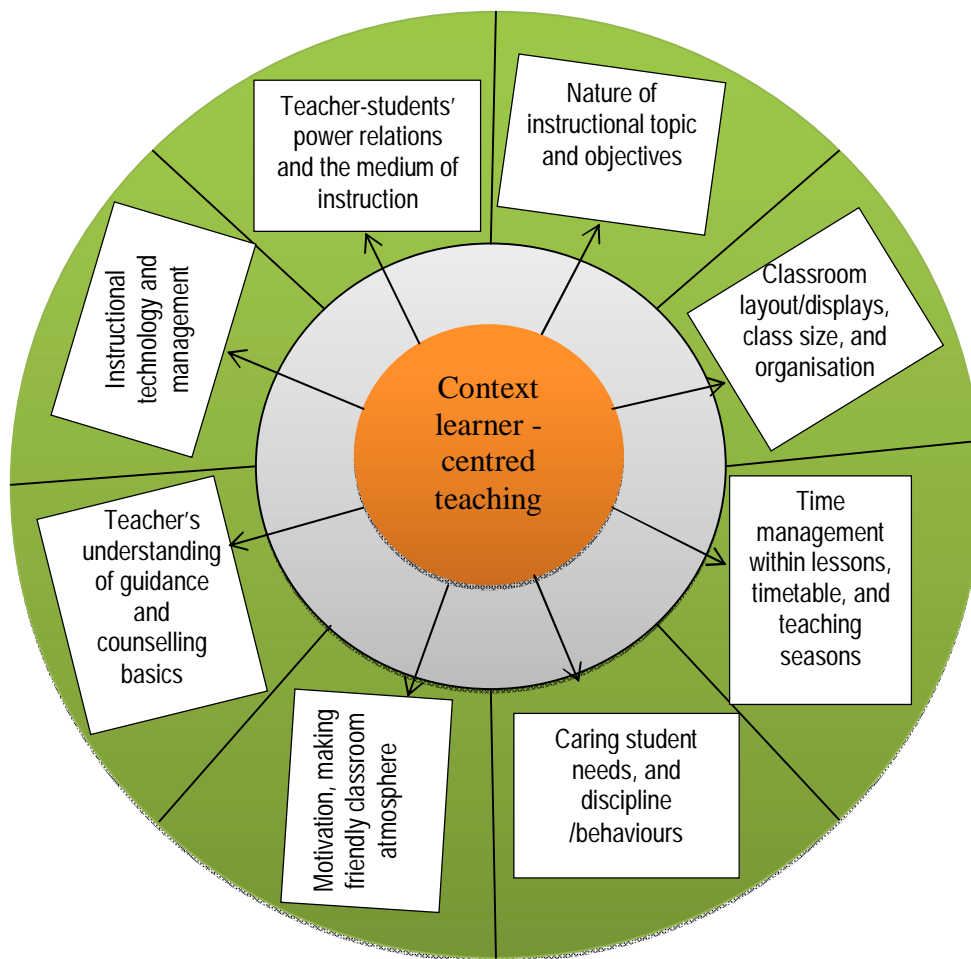 Teacher-students’
power relations
and the medium of
instruction
Nature of
instructional topic
and objectives
Classroom
layout/displays,
class size, and
organisation
Time
management
within lessons,
timetable, and
teaching
seasons
Caring student
needs, and
discipline
/behaviours
Motivation, making
friendly classroom
atmosphere
Teacher’s
understanding
of guidance
and
counselling
basics
Instructional
technology and
management
Context
learner -
centred
teaching